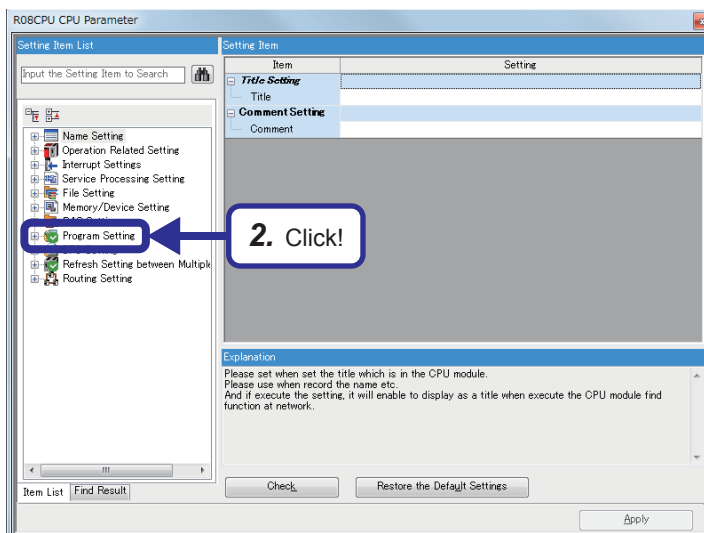 R08CPU CPU Parameter
Setting Item List
Setting Item
Input the Setting Item to Search
Item
Setting
Title Setting
Title
Comment Setting
Comment
Name Setting
Operation Related Setting
Interrupt Settings
Service Processing Setting
File Setting
Memory/Device Setting
Program Setting
Refresh Setting between Multiple
Routing Setting
2. Click!
Explanation
Please set when set the title which is in the CPU module.
Please use when record the name etc.
And if execute the setting, it will enable to display as a title when execute the CPU module find
function at network.
Item List
Find Result
Check
Restore the Default Settings
Apply